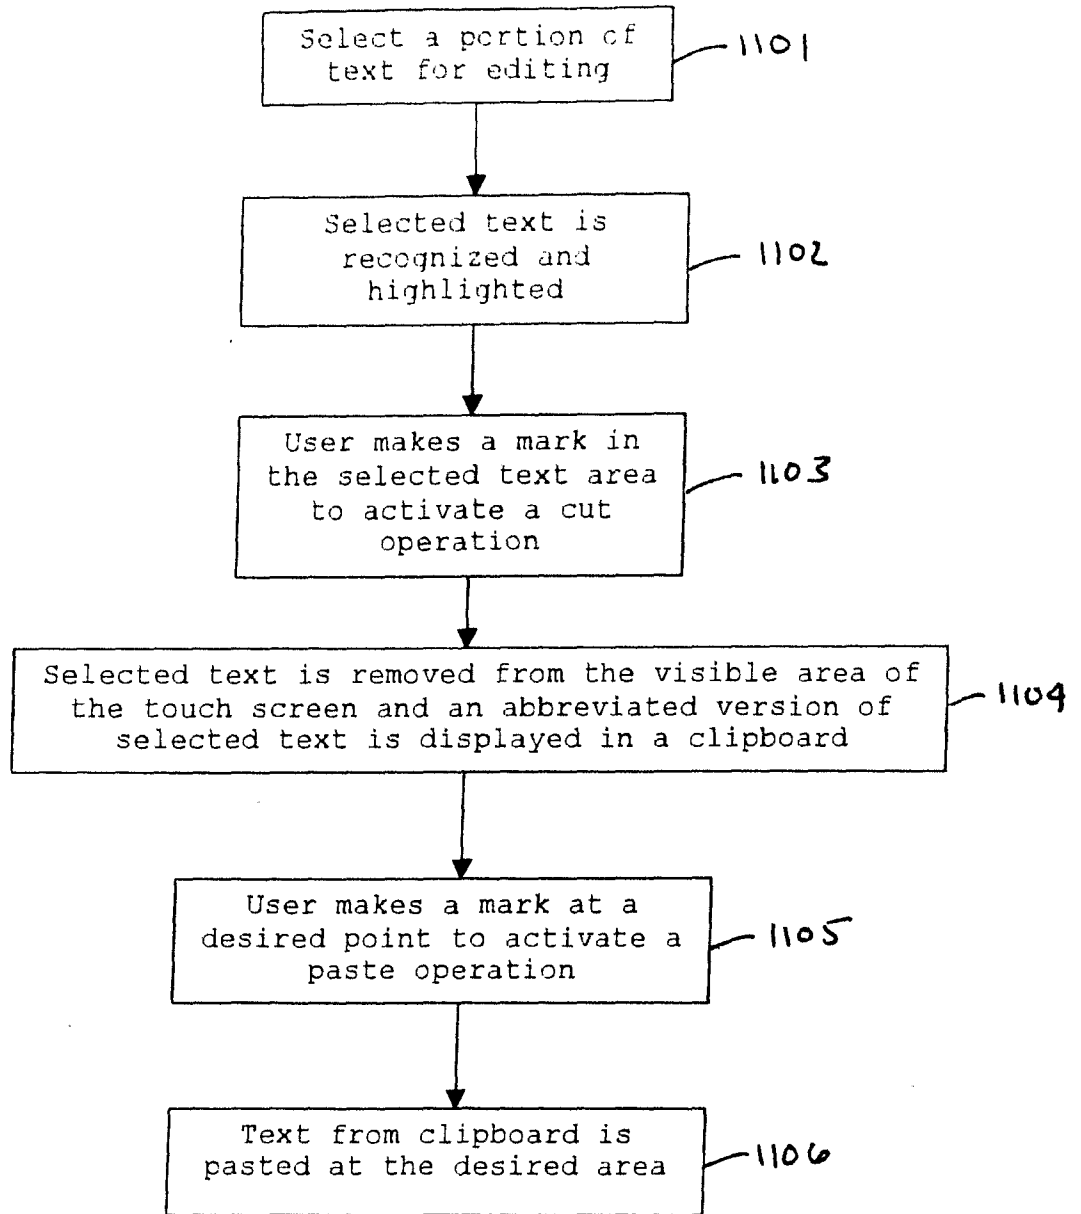 Select a portion of
text for editing
1101
Selected text is
recognized and
highlighted
1102
User makes a mark in
the selected text area
to activate a cut
operation
1103
Selected text is removed from the visible area of
the touch screen and an abbreviated version of
selected text is displayed in a clipboard
1104
User makes a mark at a
desired point to activate a
paste operation
1105
Text from clipboard is
pasted at the desired area
1106